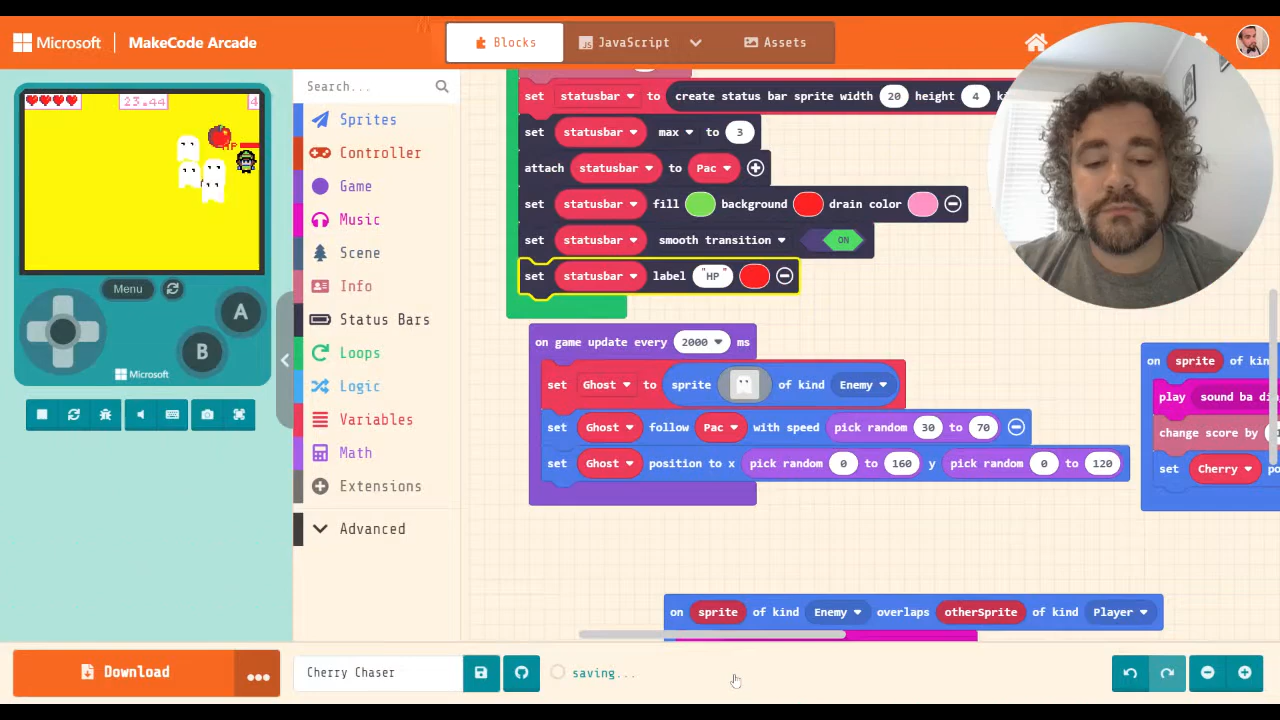 Microsoft | MakeCode Arcade
Blocks
JavaScript
Assets
23.44
4
HP
Menu
A
B
Microsoft
Search...
Sprites
Controller
Game
Music
Scene
Info
Status Bars
Loops
Logic
Variables
Math
Extensions
Advanced
set statusbar to create status bar sprite width 20 height 4
set statusbar max to 3
attach statusbar to Pac
set statusbar fill background drain color
set statusbar smooth transition ON
set statusbar label "HP"
on game update every 2000 ms
set Ghost to sprite of kind Enemy
set Ghost follow Pac with speed pick random 30 to 70
set Ghost position to x pick random 0 to 160 y pick random 0 to 120
on sprite of kind
play sound ba di
change score by
set Cherry
on sprite of kind Enemy overlaps otherSprite of kind Player
Download
Cherry Chaser
saving...